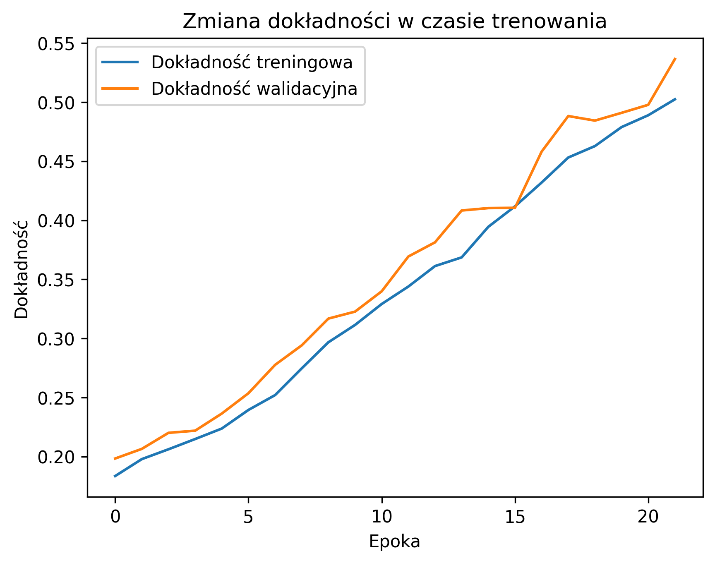 Zmiana dokładności w czasie trenowania
Dokładność treningowa
Dokładność walidacyjna
0.55
0.50
0.45
0.40
0.35
0.30
0.25
0.20
Dokładność
0 5 10 15 20
Epoka